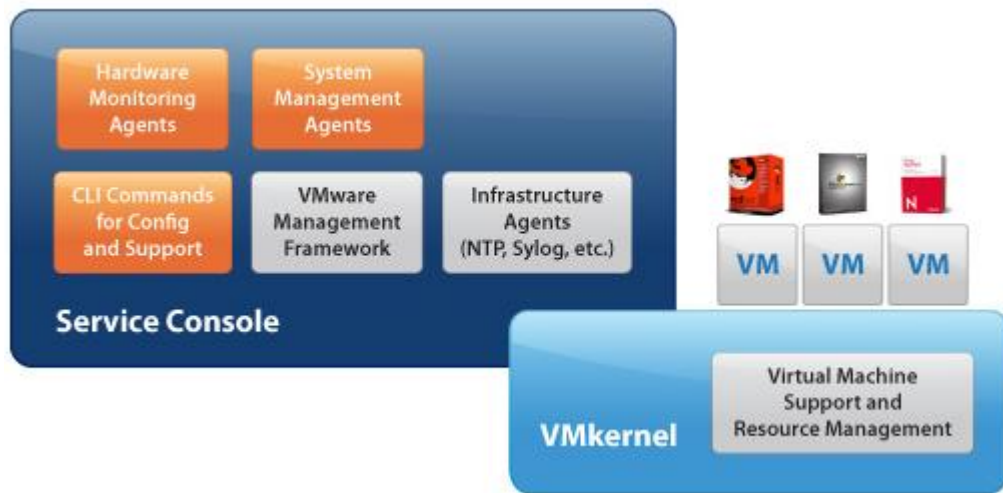 Hardware
Monitoring
Agents
System
Management
Agents
CLI Commands
for Config
and Support
VMware
Management
Framework
Infrastructure
Agents
(NTP, Sylog, etc.)
Service Console
N
VM
VM
VM
VMkernel
Virtual Machine
Support and
Resource Management